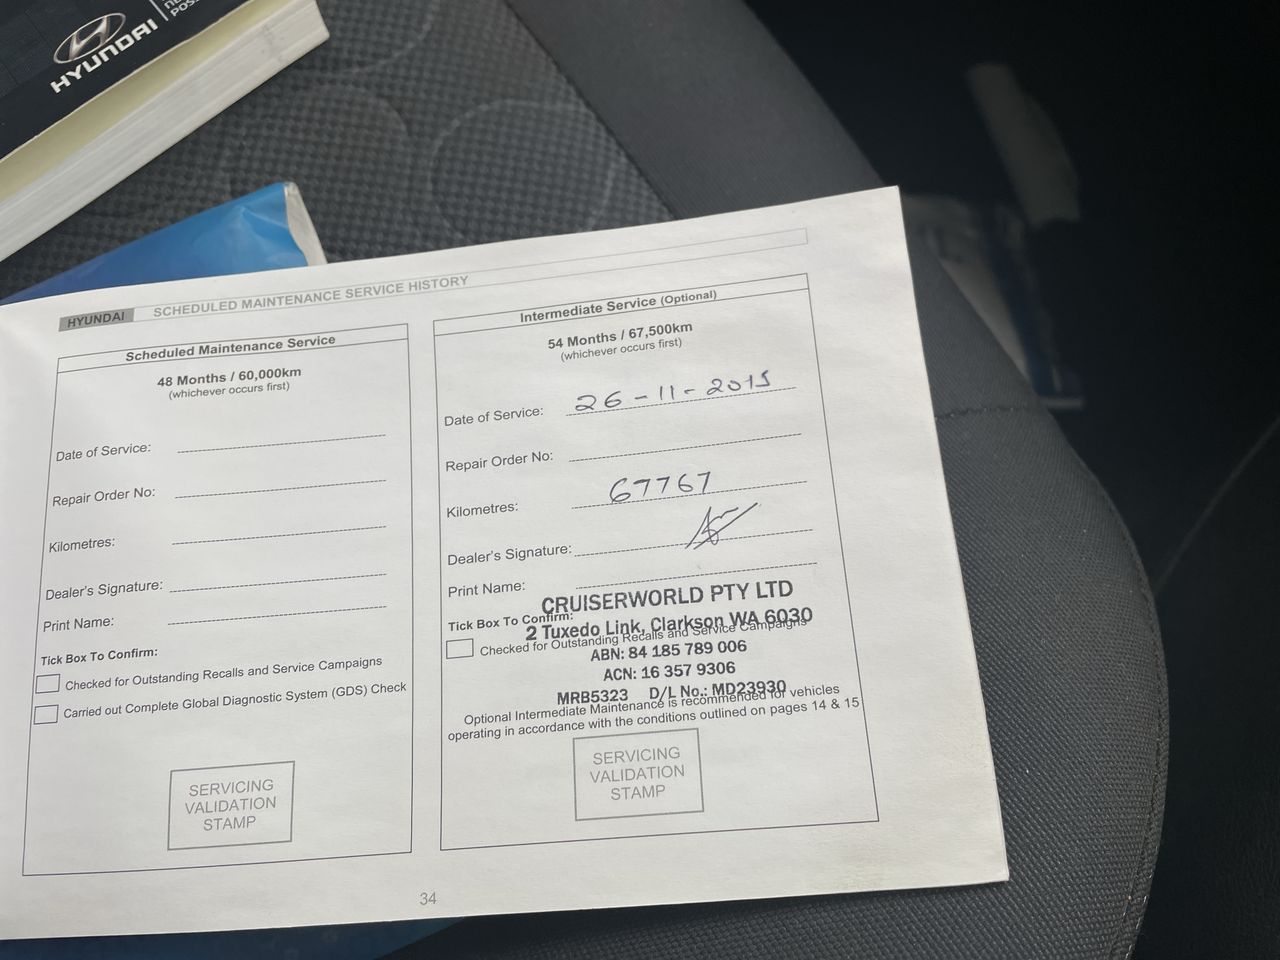 HYUNDAI
HYUNDAI SCHEDULED MAINTENANCE SERVICE HISTORY
Scheduled Maintenance Service
48 Months / 60,000km
(whichever occurs first)
Date of Service:
Repair Order No:
Kilometres:
Dealer's Signature:
Print Name:
Tick Box To Confirm:
Checked for Outstanding Recalls and Service Campaigns
Carried out Complete Global Diagnostic System (GDS) Check
SERVICING
VALIDATION
STAMP
Intermediate Service (Optional)
54 Months / 67,500km
(whichever occurs first)
Date of Service: 26-11-2015
Repair Order No:
Kilometres: 67767
Dealer's Signature:
Print Name:
CRUISERWORLD PTY LTD
Tick Box To Confirm:
2 Tuxedo Link, Clarkson WA 6030
Checked for Outstanding Recalls and Service Campaigns
ABN: 84 185 789 006
ACN: 16 357 9306
MRB5323 D/L No.: MD23930
Optional Intermediate Maintenance is recommended for vehicles
operating in accordance with the conditions outlined on pages 14 & 15
SERVICING
VALIDATION
STAMP
34